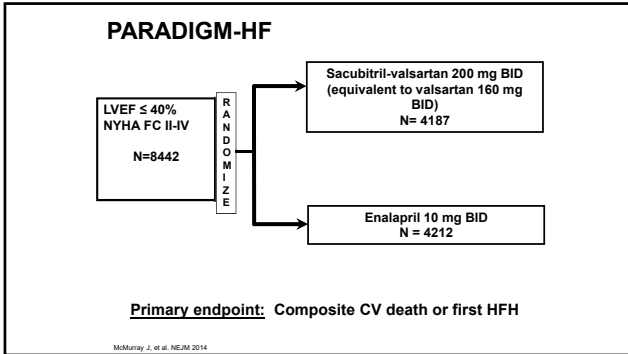 PARADIGM-HF
LVEF ≤ 40%
NYHA FC II-IV
N=8442
RANDOMIZE
Sacubitril-valsartan 200 mg BID
(equivalent to valsartan 160 mg
BID)
N= 4187
Enalapril 10 mg BID
N = 4212
Primary endpoint: Composite CV death or first HFH
McMurray J, et al. NEJM 2014